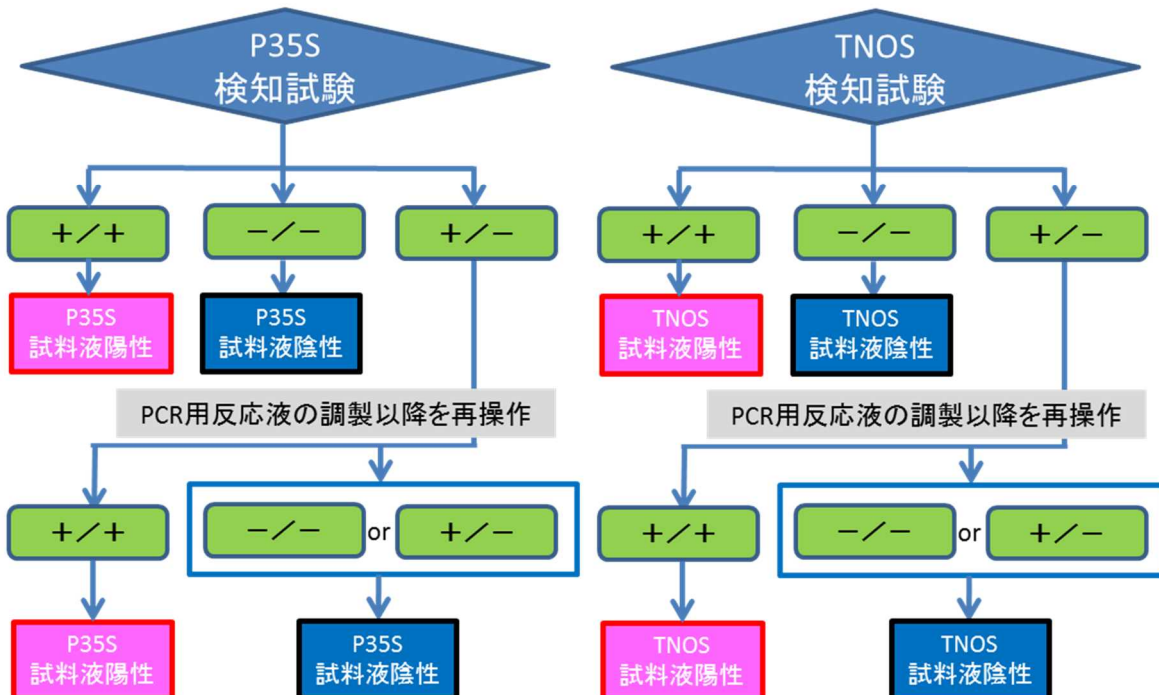 P35S
検知試験
+/+
-/-
+/-
P35S
試料液陽性
P35S
試料液陰性
PCR用反応液の調製以降を再操作
+/+
-/-
or
+/-
P35S
試料液陽性
P35S
試料液陰性
TNOS
検知試験
+/+
-/-
+/-
TNOS
試料液陽性
TNOS
試料液陰性
PCR用反応液の調製以降を再操作
+/+
-/-
or
+/-
TNOS
試料液陽性
TNOS
試料液陰性